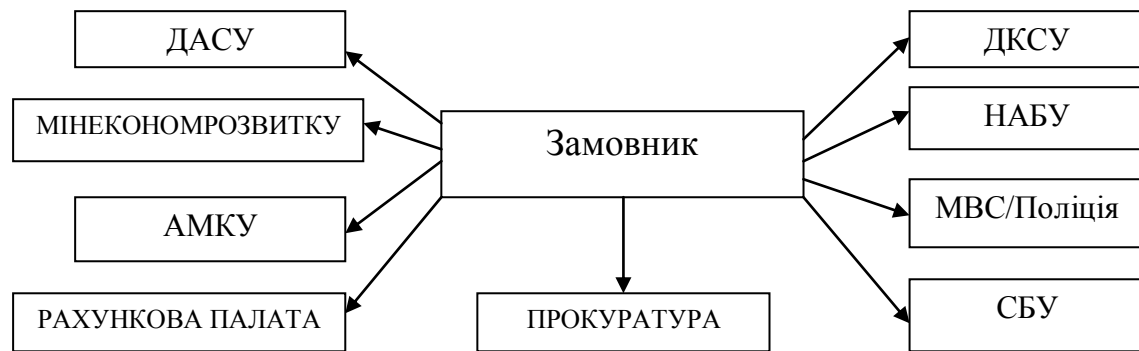 ДАСУ
ДКСУ
МІНЕКОНОМРОЗВИТКУ
Замовник
НАБУ
АМКУ
МВС/Поліція
РАХУНКОВА ПАЛАТА
ПРОКУРАТУРА
СБУ